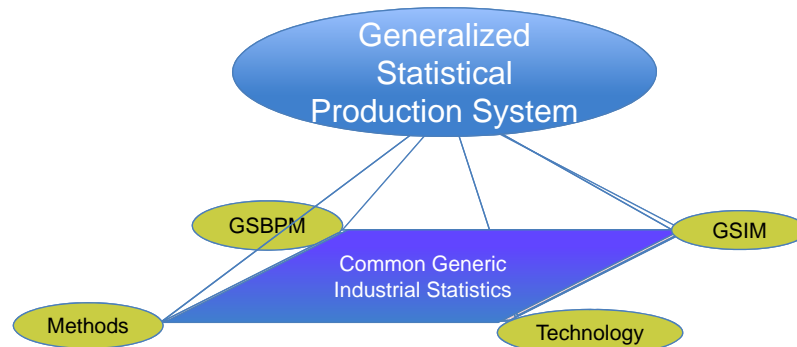 Generalized
Statistical
Production System
GSBPM
GSIM
Common Generic
Industrial Statistics
Methods
Technology